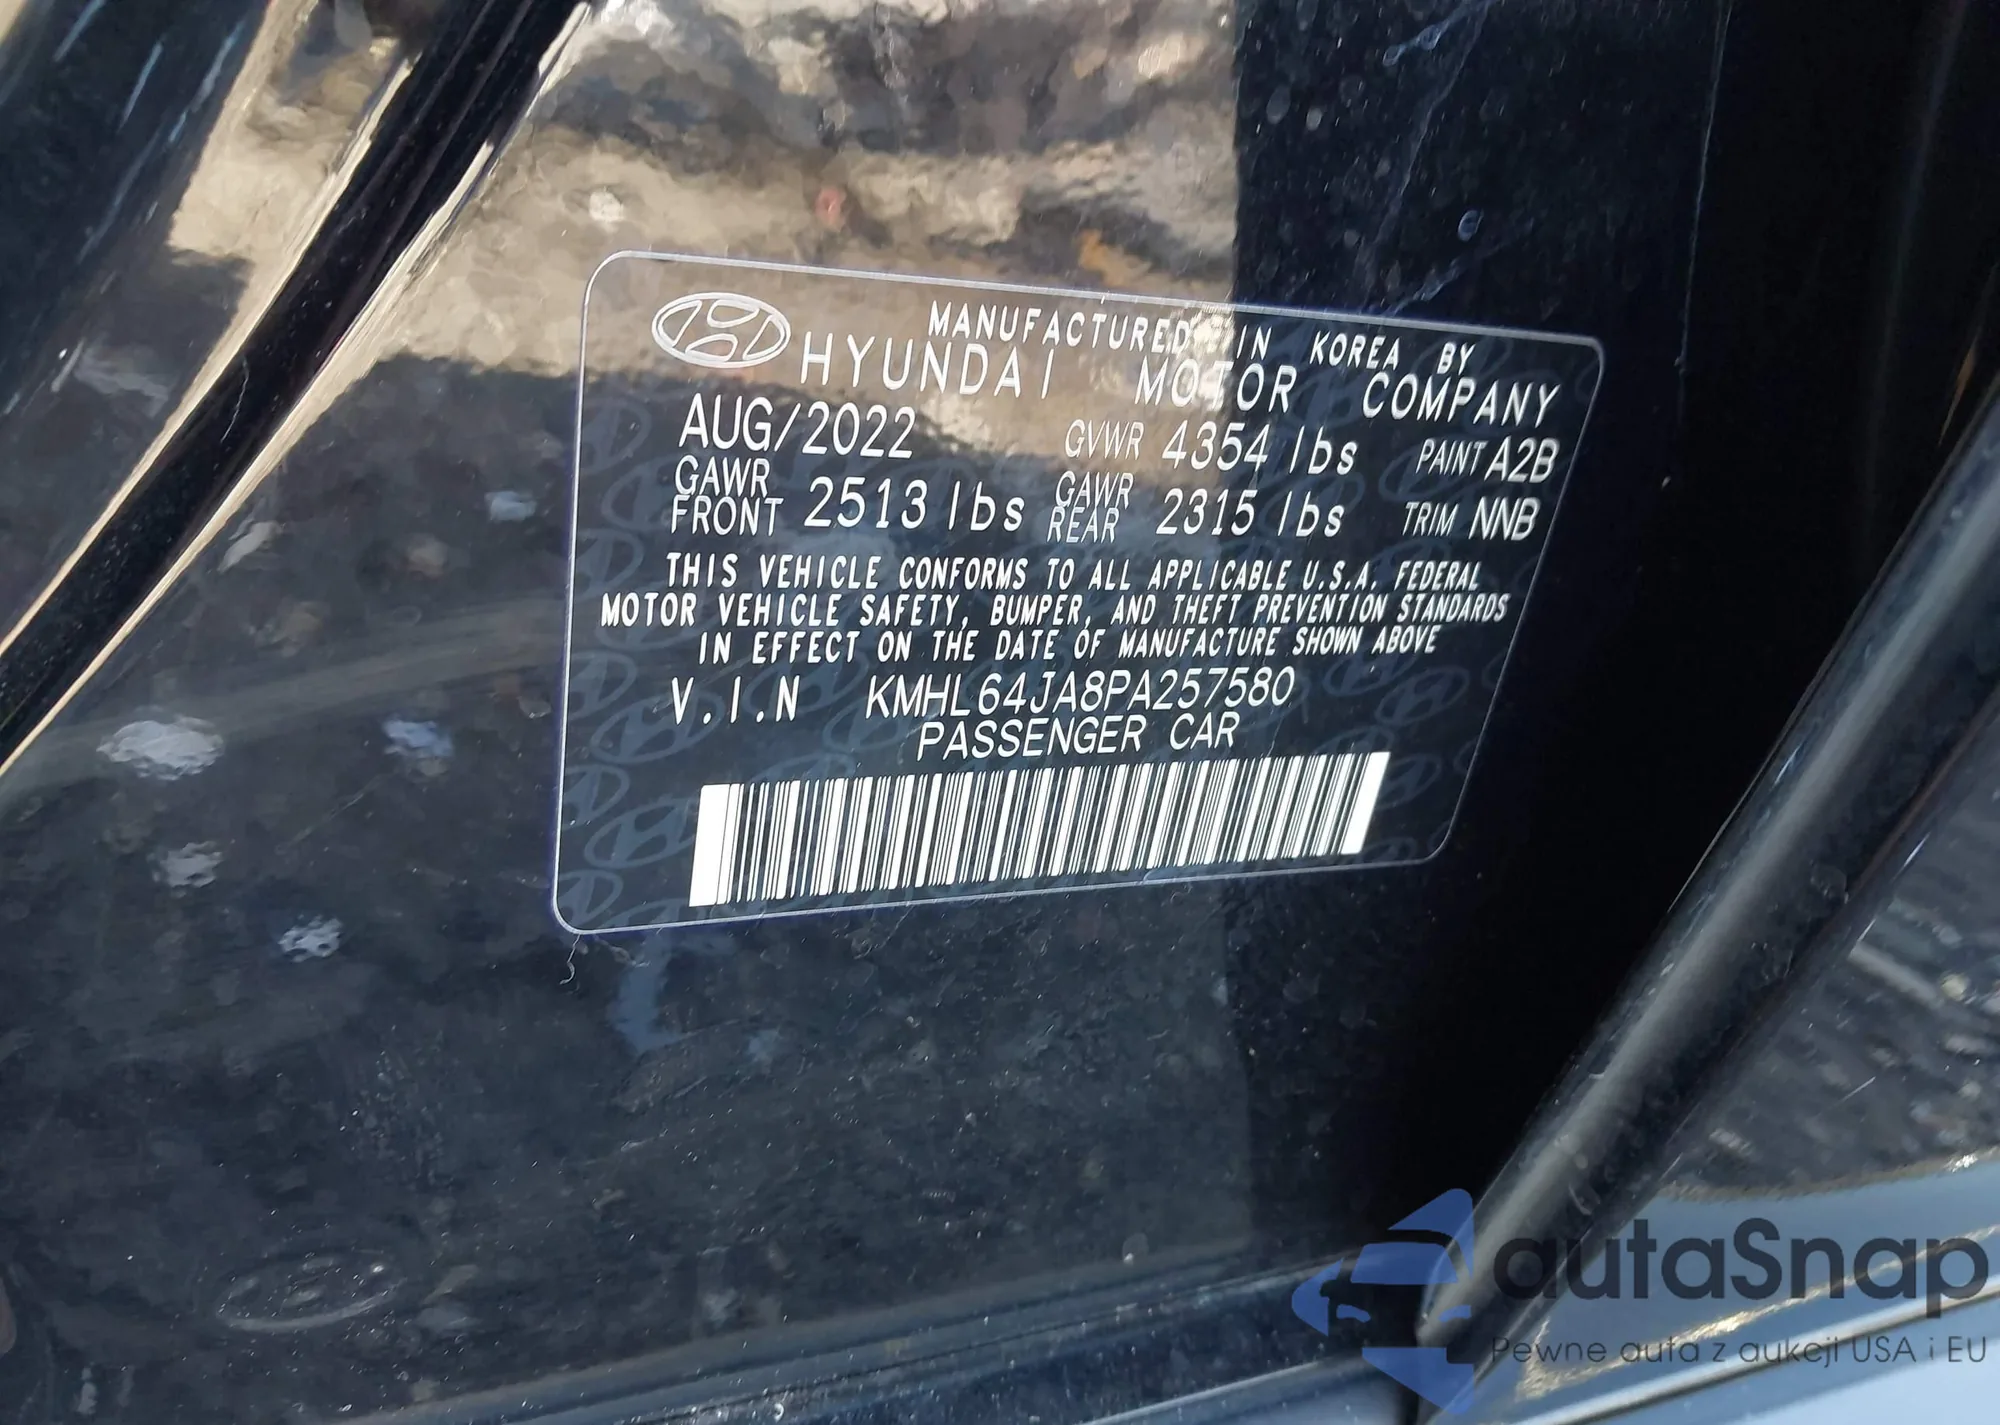 MANUFACTURED IN KOREA BY
HYUNDAI MOTOR COMPANY
AUG/2022 GVWR 4354 lbs PAINT A2B
GAWR FRONT 2513 lbs GAWR REAR 2315 lbs TRIM NNB
THIS VEHICLE CONFORMS TO ALL APPLICABLE U.S.A. FEDERAL
MOTOR VEHICLE SAFETY, BUMPER, AND THEFT PREVENTION STANDARDS
IN EFFECT ON THE DATE OF MANUFACTURE SHOWN ABOVE
V.I.N KMHL64JA8PA257580
PASSENGER CAR
autaSnap
Pewne auta z aukcji USA i EU